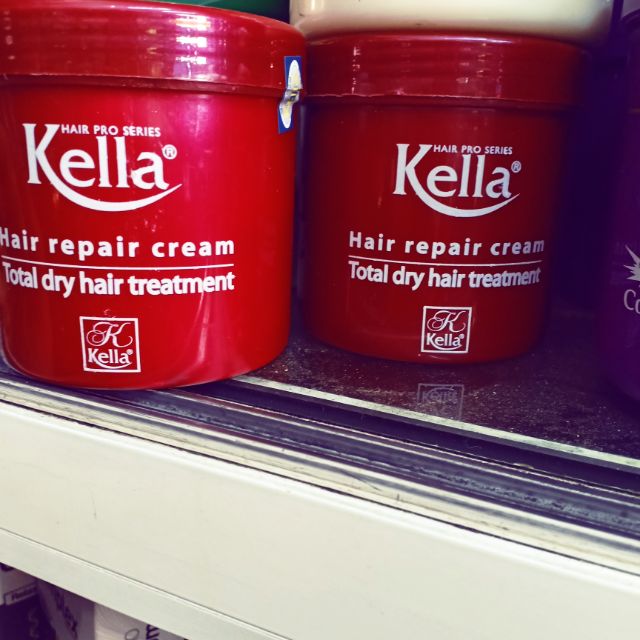 HAIR PRO SERIES
Kella®
Hair repair cream
Total dry hair treatment
K
Kella®
HAIR PRO SERIES
Kella®
Hair repair cream
Total dry hair treatment
K
Kella®
Co